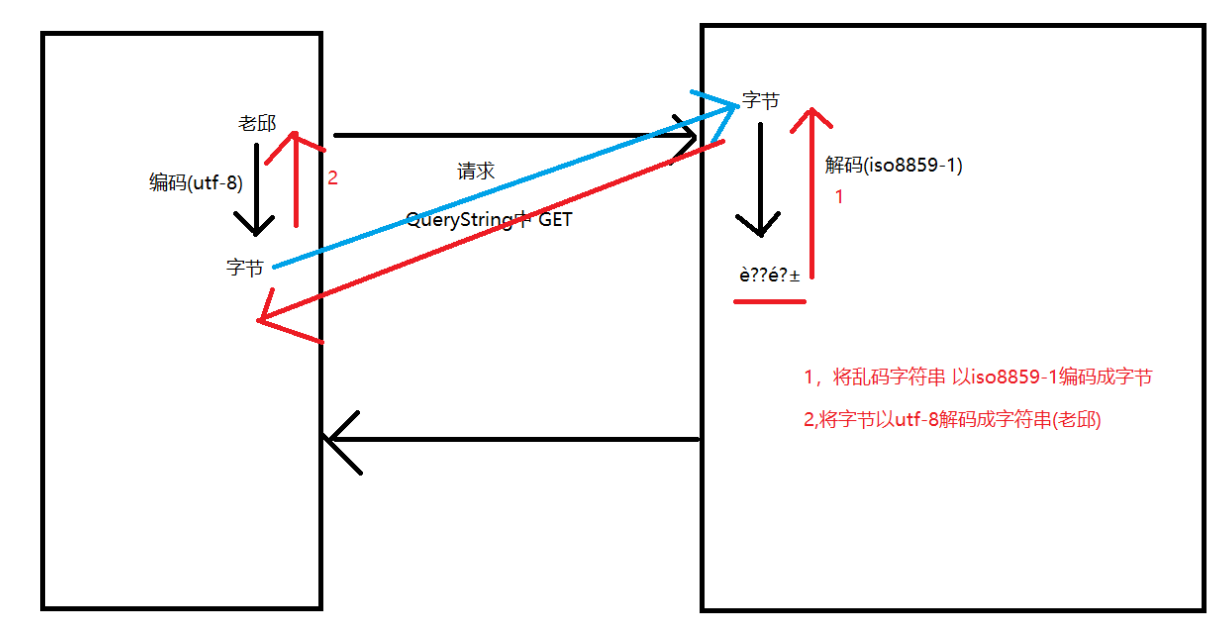 老邱
编码(utf-8)
2
字节
请求
QueryString中 GET
字节
解码(iso8859-1)
1
è??é?±
1，将乱码字符串 以iso8859-1编码成字节
2,将字节以utf-8解码成字符串(老邱)